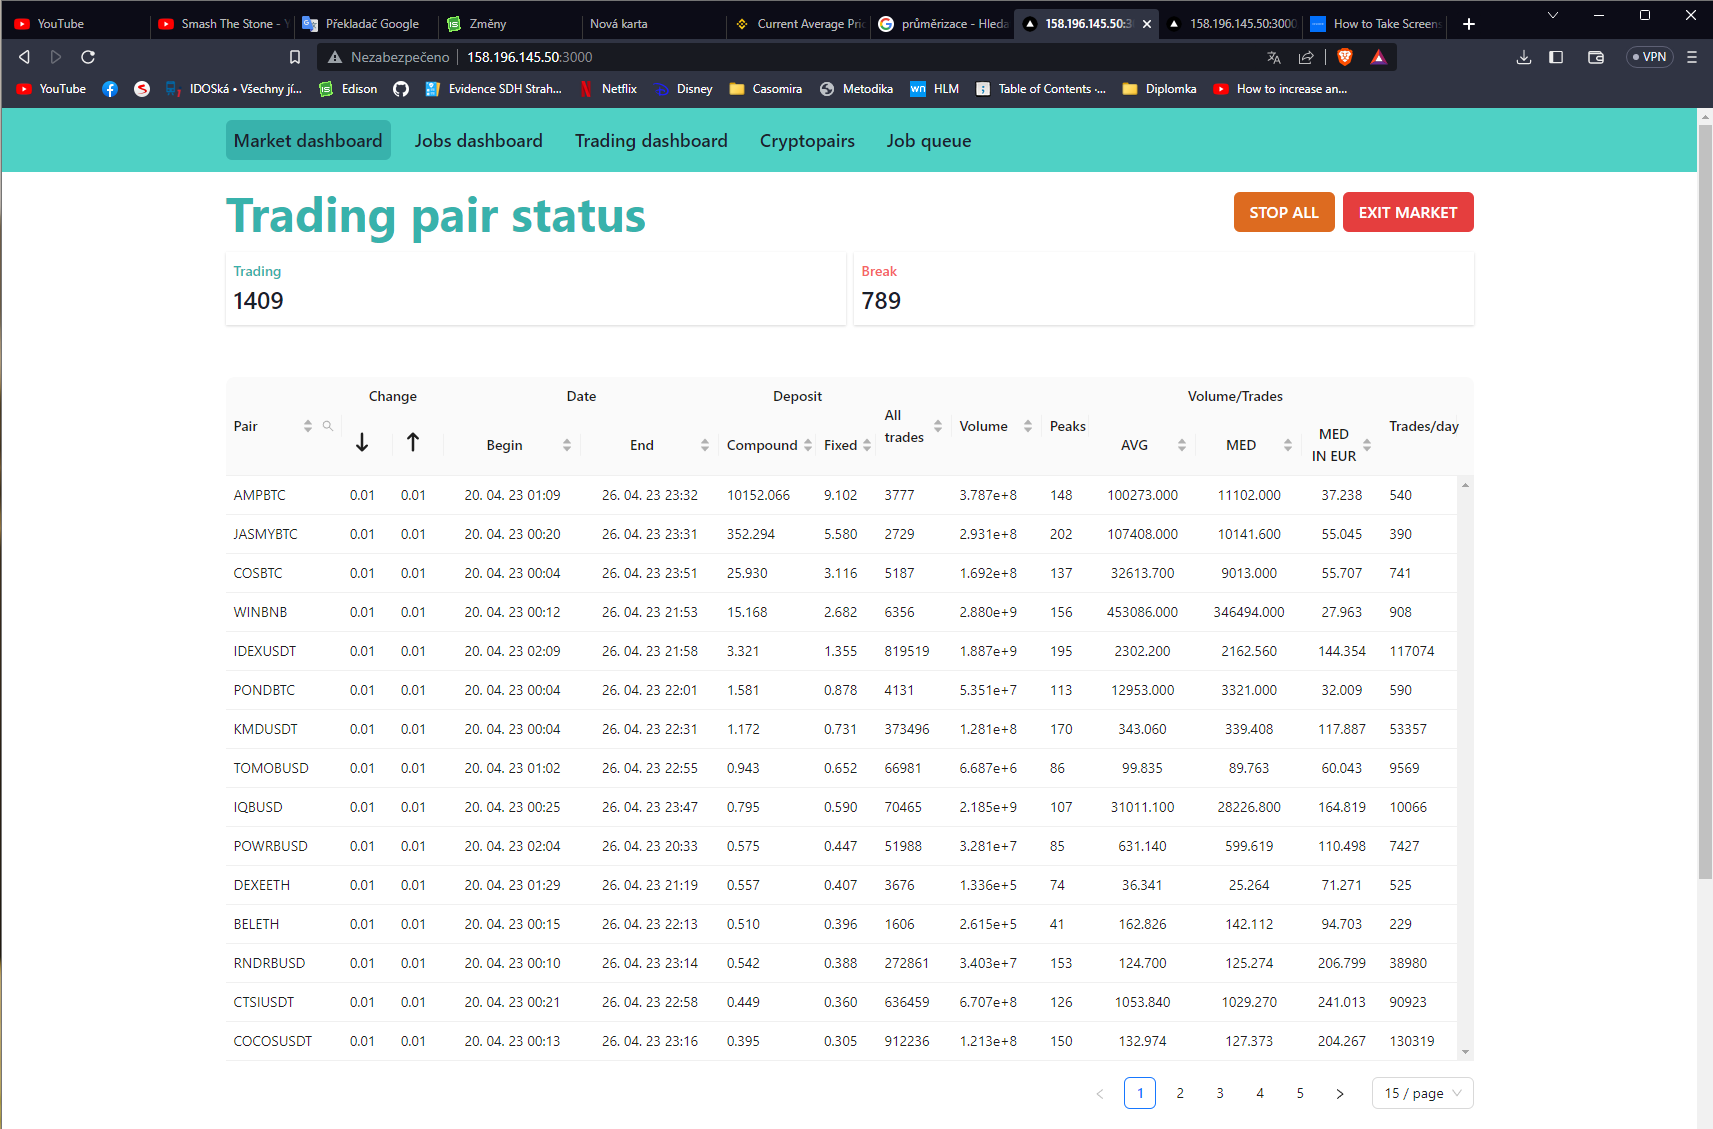 YouTube
Smash The Stone - Y
Překladač Google
Změny
Nová karta
Current Average Pric
průměrizace - Hleda
158.196.145.50:3
158.196.145.50:3000
How to Take Screens
Nezabezpečeno
158.196.145.50:3000
VPN
YouTube
IDOSká • Všechny jí...
Edison
Evidence SDH Strah...
Netflix
Disney
Casomira
Metodika
HLM
Table of Contents -...
Diplomka
How to increase an...
Market dashboard
Jobs dashboard
Trading dashboard
Cryptopairs
Job queue
Trading pair status
STOP ALL
EXIT MARKET
Trading
1409
Break
789
Change Date Deposit Volume/Trades
Pair ↓ ↑ Begin End Compound Fixed All trades Volume Peaks AVG MED MED IN EUR Trades/day
AMPBTC 0.01 0.01 20. 04. 23 01:09 26. 04. 23 23:32 10152.066 9.102 3777 3.787e+8 148 100273.000 11102.000 37.238 540
JASMYBTC 0.01 0.01 20. 04. 23 00:20 26. 04. 23 23:31 352.294 5.580 2729 2.931e+8 202 107408.000 10141.600 55.045 390
COSBTC 0.01 0.01 20. 04. 23 00:04 26. 04. 23 23:51 25.930 3.116 5187 1.692e+8 137 32613.700 9013.000 55.707 741
WINBNB 0.01 0.01 20. 04. 23 00:12 26. 04. 23 21:53 15.168 2.682 6356 2.880e+9 156 453086.000 346494.000 27.963 908
IDEXUSDT 0.01 0.01 20. 04. 23 02:09 26. 04. 23 21:58 3.321 1.355 819519 1.887e+9 195 2302.200 2162.560 144.354 117074
PONDBTC 0.01 0.01 20. 04. 23 00:04 26. 04. 23 22:01 1.581 0.878 4131 5.351e+7 113 12953.000 3321.000 32.009 590
KMDUSDT 0.01 0.01 20. 04. 23 00:04 26. 04. 23 22:31 1.172 0.731 373496 1.281e+8 170 343.060 339.408 117.887 53357
TOMOBUSD 0.01 0.01 20. 04. 23 01:02 26. 04. 23 22:55 0.943 0.652 66981 6.687e+6 86 99.835 89.763 60.043 9569
IQBUSD 0.01 0.01 20. 04. 23 00:25 26. 04. 23 23:47 0.795 0.590 70465 2.185e+9 107 31011.100 28226.800 164.819 10066
POWRBUSD 0.01 0.01 20. 04. 23 02:04 26. 04. 23 20:33 0.575 0.447 51988 3.281e+7 85 631.140 599.619 110.498 7427
DEXEETH 0.01 0.01 20. 04. 23 01:29 26. 04. 23 21:19 0.557 0.407 3676 1.336e+5 74 36.341 25.264 71.271 525
BELETH 0.01 0.01 20. 04. 23 00:15 26. 04. 23 22:13 0.510 0.396 1606 2.615e+5 41 162.826 142.112 94.703 229
RNDRBUSD 0.01 0.01 20. 04. 23 00:10 26. 04. 23 23:14 0.542 0.388 272861 3.403e+7 153 124.700 125.274 206.799 38980
CTSIUSDT 0.01 0.01 20. 04. 23 00:21 26. 04. 23 22:58 0.449 0.360 636459 6.707e+8 126 1053.840 1029.270 241.013 90923
COCOSUSDT 0.01 0.01 20. 04. 23 00:13 26. 04. 23 23:16 0.395 0.305 912236 1.213e+8 150 132.974 127.373 204.267 130319
< 1 2 3 4 5 > 15 / page